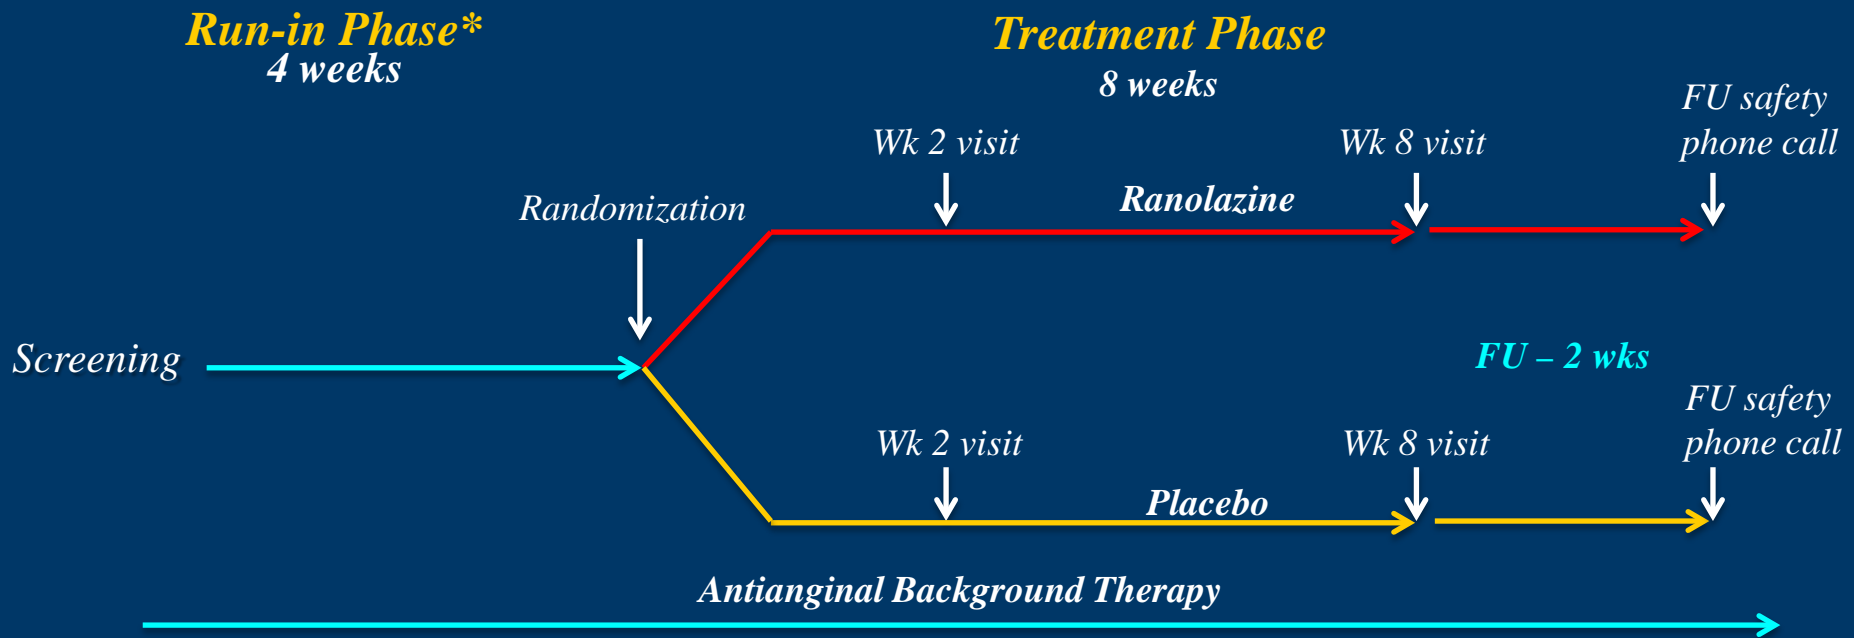 Run-in Phase*
4 weeks
Treatment Phase
8 weeks
FU safety
phone call
Wk 2 visit
Wk 8 visit
Randomization
Ranolazine
Screening
FU – 2 wks
FU safety
phone call
Wk 2 visit
Wk 8 visit
Placebo
Antianginal Background Therapy